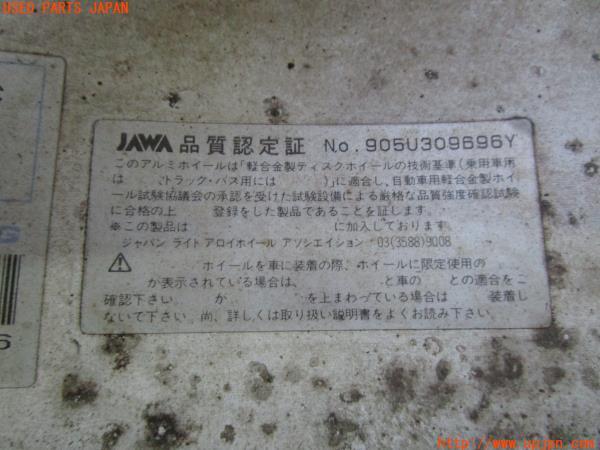 USED PARTS JAPAN
JAWA 品質認定証 No.905U309696Y
このアルミホイールは「軽合金製ディスクホイールの技術基準(乗用車用
は トラック・バス用には )」に適合し、自動車用軽合金製ホイ
ール試験協議会の承認を受けた試験設備による厳格な品質強度確認試験
に合格の上 登録をした製品であることを証します。
※この製品は に加入しております。
ジャパン ライト アロイホイール アソシエイション 03(3588)9008
ホイールを車に装着の際、ホイールに限定使用の
が表示されている場合は、 と車の との適合をご
確認下さい。 が を上まわっている場合は 装着し
ないで下さい。尚、詳しくは取り扱い説明書をよくお読み下さい。
6